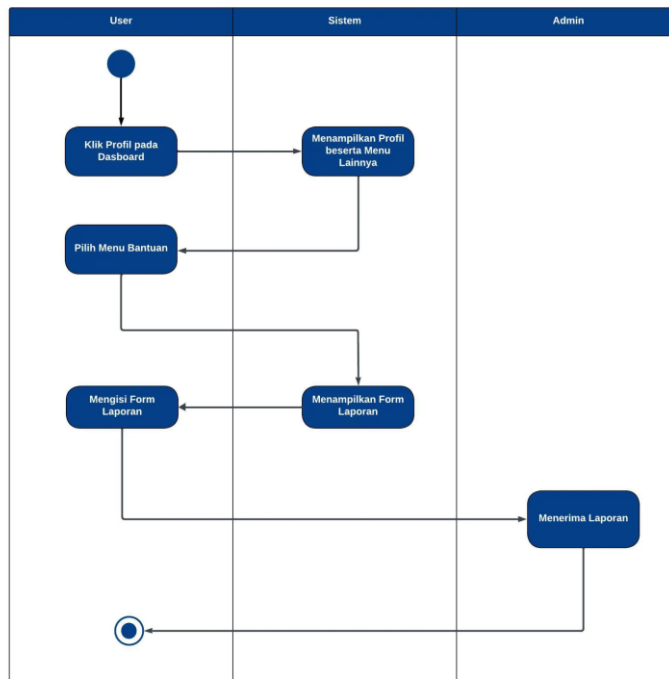 User
Sistem
Admin
Klik Profil pada
Dasboard
Menampilkan Profil
beserta Menu
Lainnya
Pilih Menu Bantuan
Mengisi Form
Laporan
Menampilkan Form
Laporan
Menerima Laporan